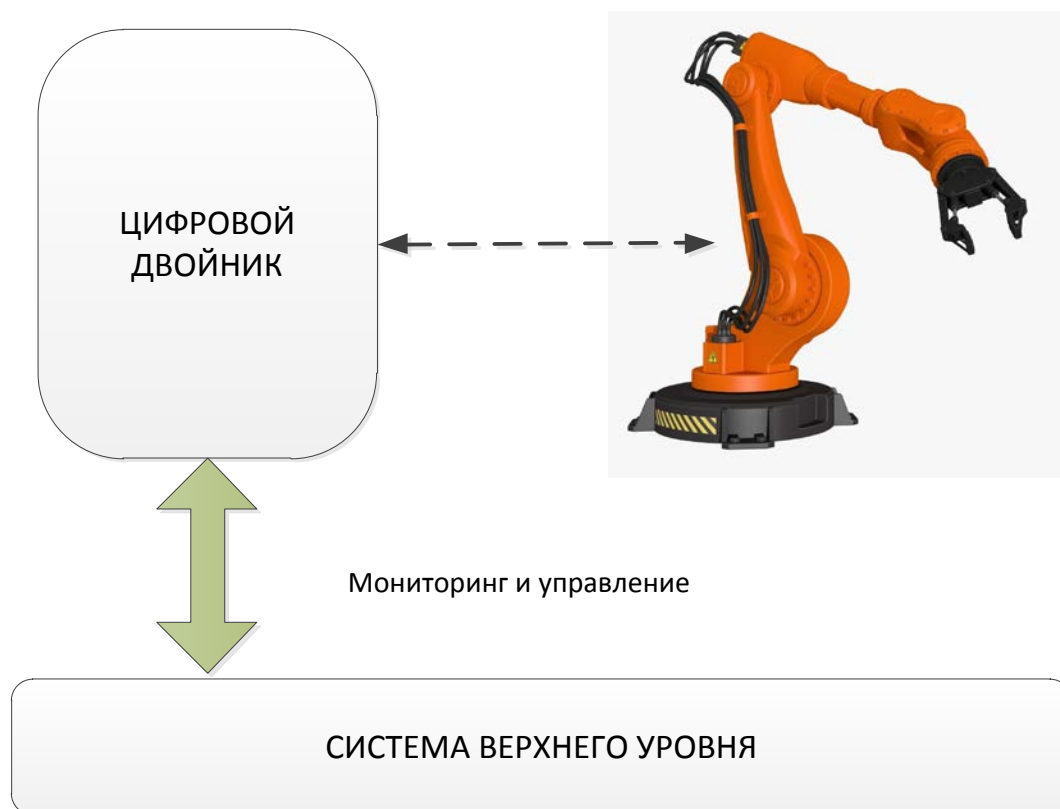 ЦИФРОВОЙ
ДВОЙНИК
Мониторинг и управление
СИСТЕМА ВЕРХНЕГО УРОВНЯ